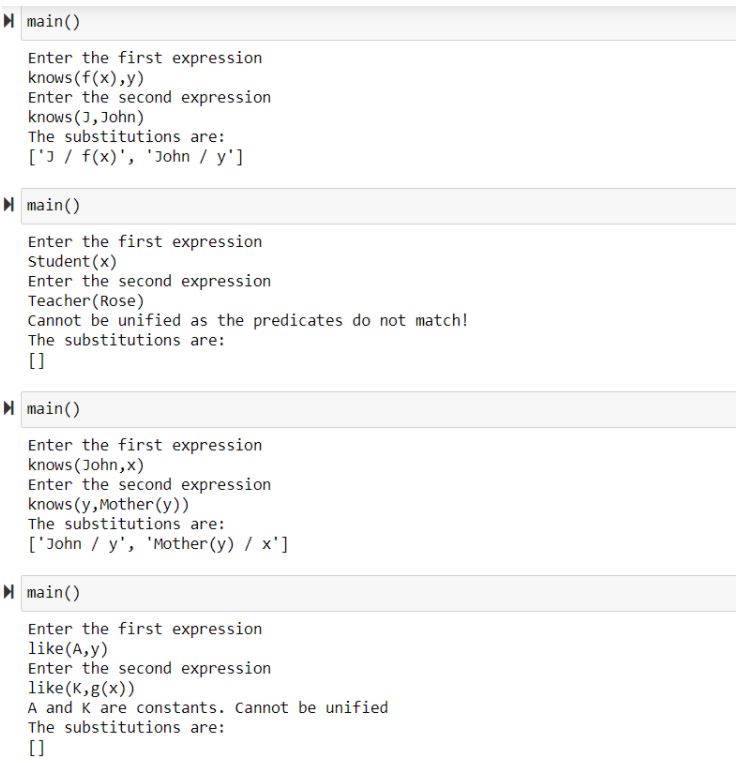 main()
Enter the first expression
knows(f(x),y)
Enter the second expression
knows(J,John)
The substitutions are:
['J / f(x)', 'John / y']
main()
Enter the first expression
Student(x)
Enter the second expression
Teacher(Rose)
Cannot be unified as the predicates do not match!
The substitutions are:
[]
main()
Enter the first expression
knows(John,x)
Enter the second expression
knows(y,Mother(y))
The substitutions are:
['John / y', 'Mother(y) / x']
main()
Enter the first expression
like(A,y)
Enter the second expression
like(K,g(x))
A and K are constants. Cannot be unified
The substitutions are:
[]